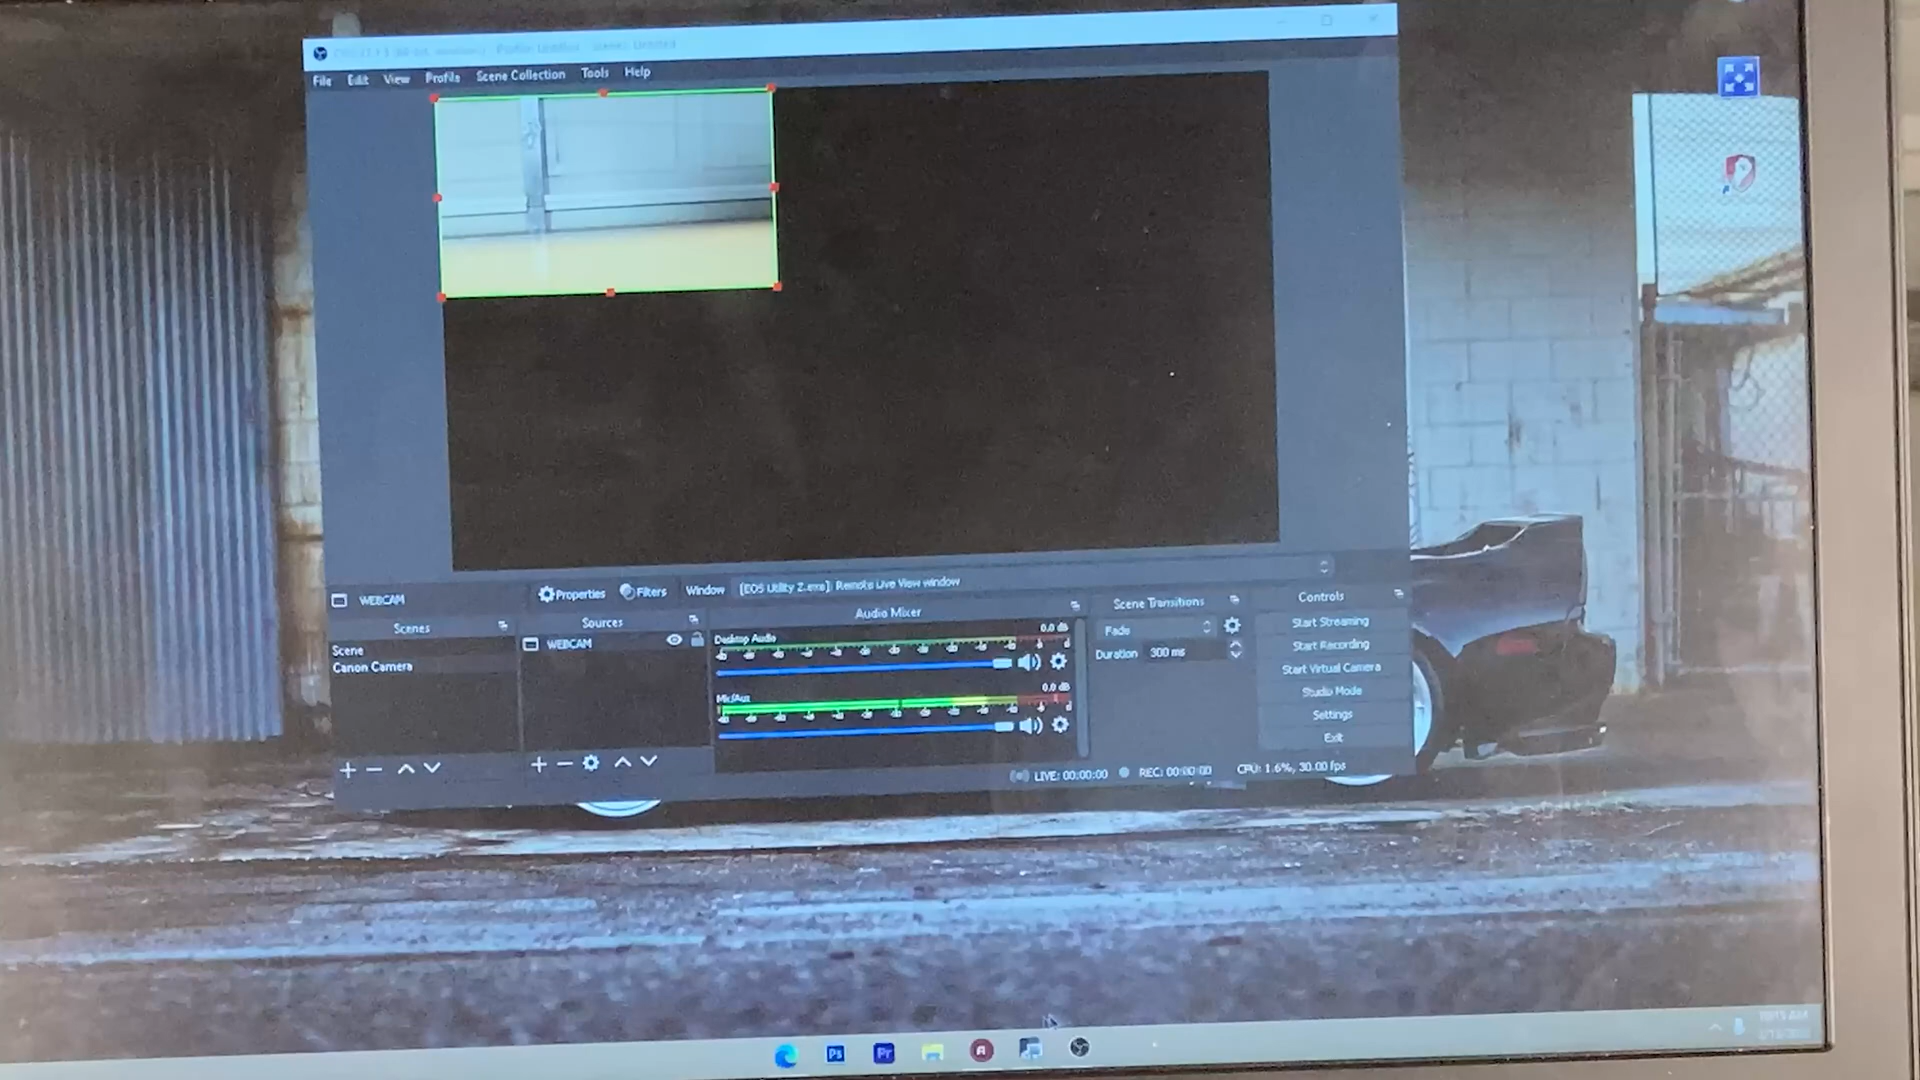 File Edit View Profile Scene Collection Tools Help
WEBCAM Properties Filters Window [EOS Utility 2.exe]: Remote Live View window
Scenes
Scene
Canon Camera
Sources
WEBCAM
Audio Mixer
Desktop Audio 0.0 dB
Mic/Aux 0.0 dB
Scene Transitions
Fade
Duration 300 ms
Controls
Start Streaming
Start Recording
Start Virtual Camera
Studio Mode
Settings
Exit
LIVE: 00:00:00 REC: 00:00:00 CPU: 1.6%, 30.00 fps
Ps Pr